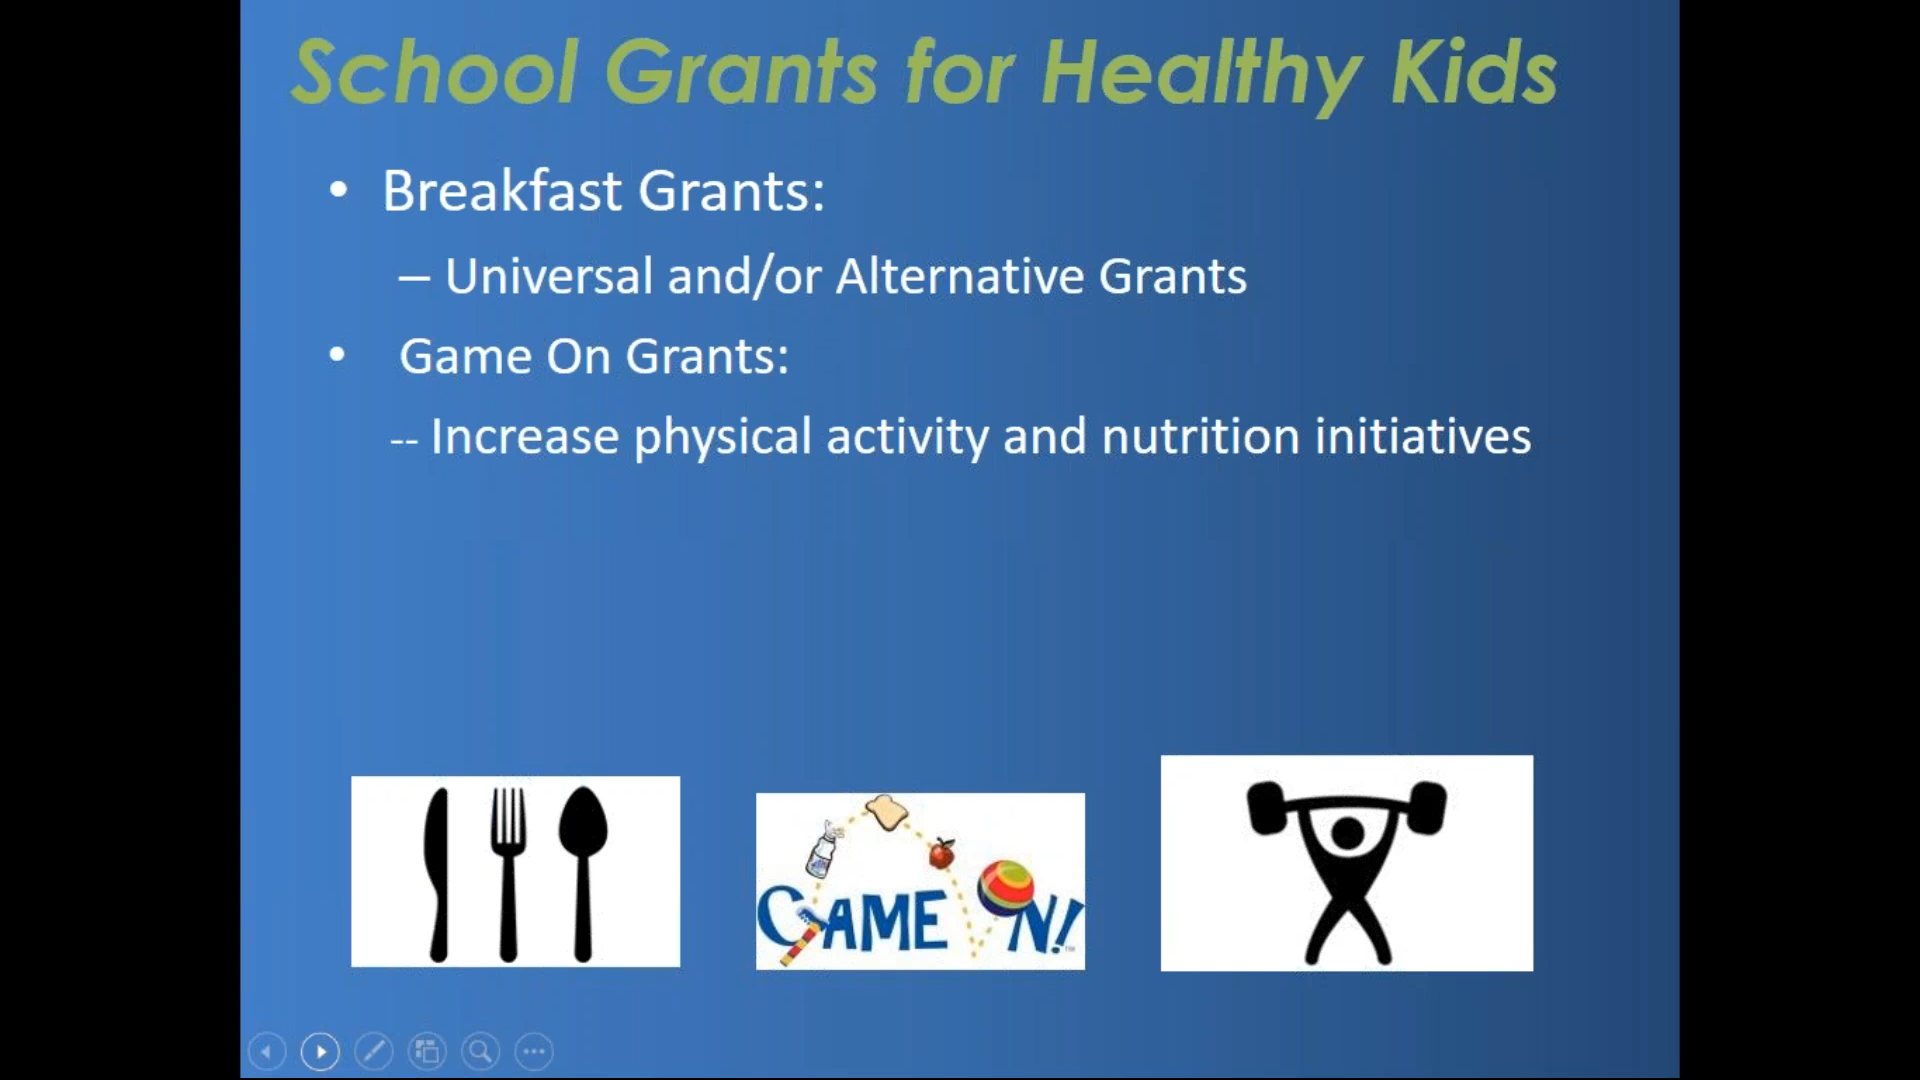 School Grants for Healthy Kids
• Breakfast Grants:
– Universal and/or Alternative Grants
• Game On Grants:
-- Increase physical activity and nutrition initiatives
GAME ON!™